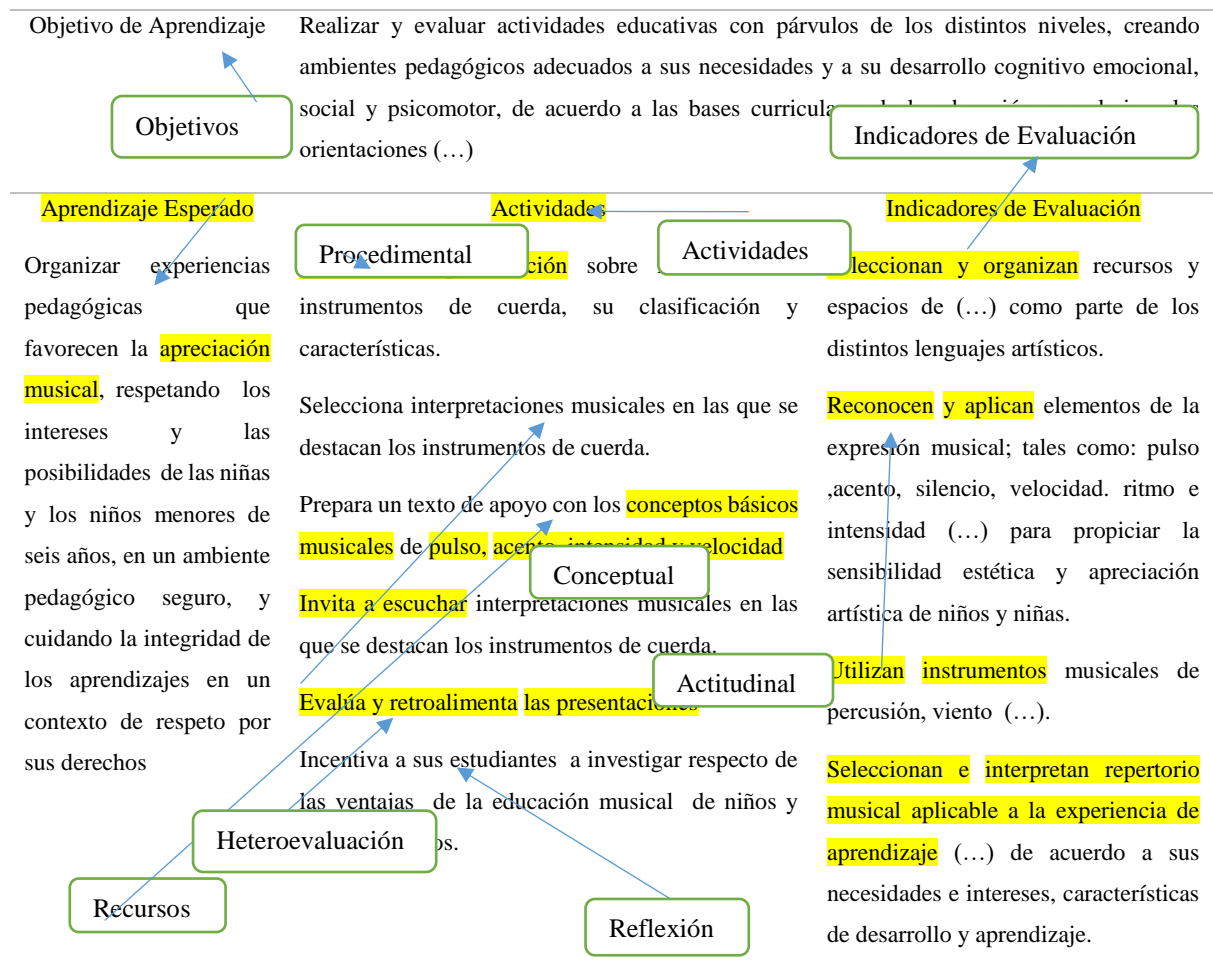 Objetivo de Aprendizaje
Realizar y evaluar actividades educativas con párvulos de los distintos niveles, creando
ambientes pedagógicos adecuados a sus necesidades y a su desarrollo cognitivo emocional,
social y psicomotor, de acuerdo a las bases
orientaciones (…)
Objetivos
Indicadores de Evaluación
Aprendizaje Esperado
Organizar experiencias
pedagógicas que
favorecen la apreciación
musical, respetando los
intereses y las
posibilidades de las niñas
y los niños menores de
seis años, en un ambiente
pedagógico seguro, y
cuidando la integridad de
los aprendizajes en un
contexto de respeto por
sus derechos
Actividades
Procedimental
Actividades
sobre
instrumentos de cuerda, su clasificación y
características.
Selecciona interpretaciones musicales en las que se
destacan los instrumentos de cuerda.
Prepara un texto de apoyo con los conceptos básicos
musicales de pulso, acento, intensidad y velocidad
Conceptual
Invita a escuchar interpretaciones musicales en las
que se destacan los instrumentos de cuerda.
Actitudinal
Evalúa y retroalimenta las presentaciones
Incentiva a sus estudiantes a investigar respecto de
las ventajas de la educación musical de niños y
Heteroevaluación
Recursos
Reflexión
Indicadores de Evaluación
Seleccionan y organizan recursos y
espacios de (…) como parte de los
distintos lenguajes artísticos.
Reconocen y aplican elementos de la
expresión musical; tales como: pulso
,acento, silencio, velocidad. ritmo e
intensidad (…) para propiciar la
sensibilidad estética y apreciación
artística de niños y niñas.
Utilizan instrumentos musicales de
percusión, viento (…).
Seleccionan e interpretan repertorio
musical aplicable a la experiencia de
aprendizaje (…) de acuerdo a sus
necesidades e intereses, características
de desarrollo y aprendizaje.